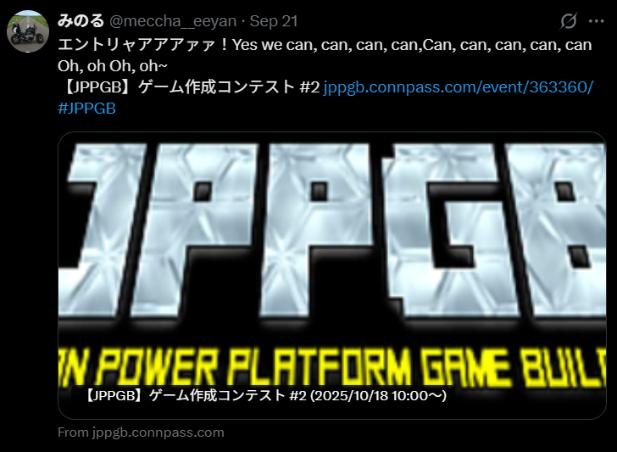 みのる @meccha__eeyan · Sep 21
エントリャアアアァァ！Yes we can, can, can, can,Can, can, can, can, can
Oh, oh Oh, oh~
【JPPGB】ゲーム作成コンテスト #2 jppgb.connpass.com/event/363360/
#JPPGB
JPPGB
N POWER PLATFORM GAME BUIL
【JPPGB】ゲーム作成コンテスト #2 (2025/10/18 10:00〜)
From jppgb.connpass.com